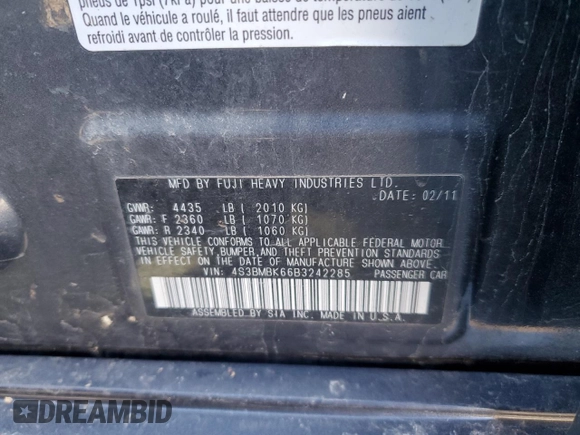 pneus de 1psi (7kPa) pour une baisse de température de
Quand le véhicule a roulé, il faut attendre que les pneus aient
refroidi avant de contrôler la pression.
MFD BY FUJI HEAVY INDUSTRIES LTD.
DATE: 02/11
GVWR: 4435 LB ( 2010 KG)
GAWR: F 2360 LB ( 1070 KG)
GAWR: R 2340 LB ( 1060 KG)
THIS VEHICLE CONFORMS TO ALL APPLICABLE FEDERAL MOTOR
VEHICLE SAFETY, BUMPER, AND THEFT PREVENTION STANDARDS
IN EFFECT ON THE DATE OF MANUFACTURE SHOWN ABOVE.
VIN: 4S3BMBK66B3242285 PASSENGER CAR
ASSEMBLED BY SIA INC. MADE IN U.S.A.
DREAMBID